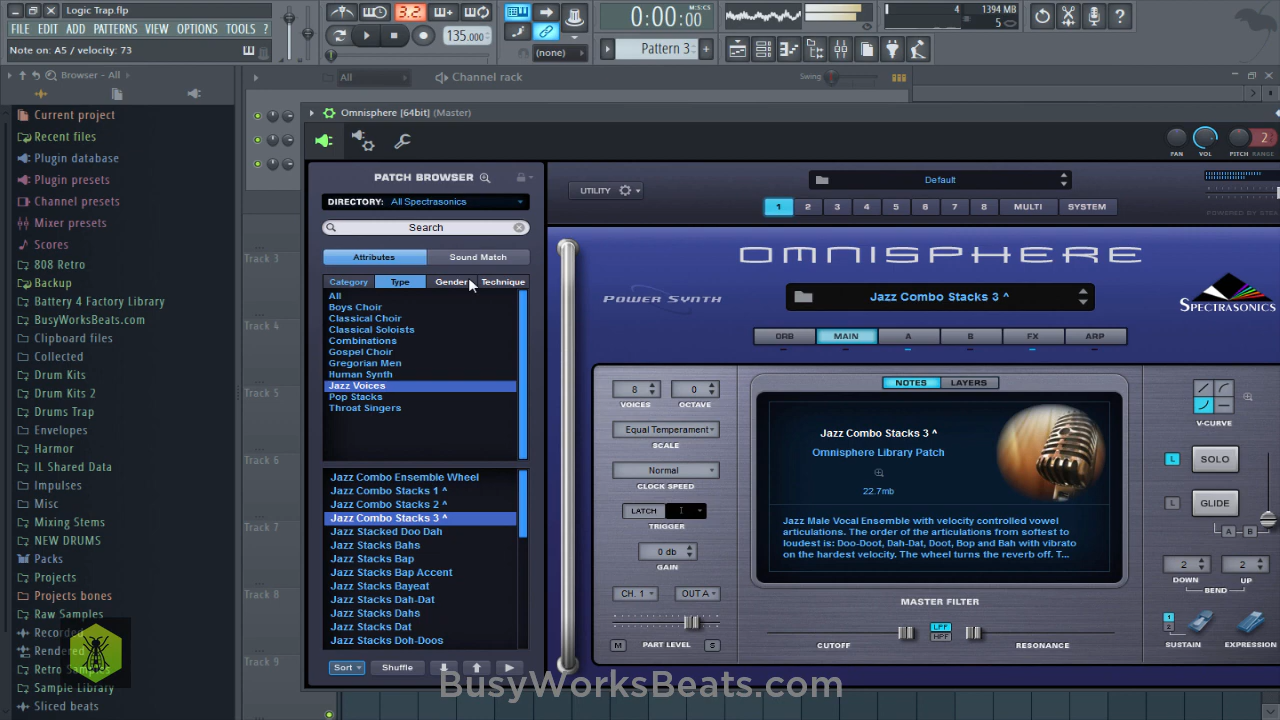 Logic Trap.flp
FILE EDIT ADD PATTERNS VIEW OPTIONS TOOLS ?
Note on: A5 / velocity: 73
3.2.
135.000
0:00:00
M:S:CS
4
1394 MB
5
(none)
Pattern 3
Browser - All
All
Channel rack
Swing
Current project
Recent files
Plugin database
Plugin presets
Channel presets
Mixer presets
Scores
808 Retro
Backup
Battery 4 Factory Library
BusyWorksBeats.com
Clipboard files
Collected
Drum Kits
Drum Kits 2
Drums Trap
Envelopes
Harmor
IL Shared Data
Impulses
Misc
Mixing Stems
NEW DRUMS
Packs
Projects
Projects bones
Raw Samples
Recorded
Rendered
Retro Samples
Sample Library
Sliced beats
Track 3
Track 4
Track 5
Track 6
Track 7
Track 8
Track 9
Omnisphere [64bit] (Master)
PAN VOL PITCH RANGE
2
PATCH BROWSER
DIRECTORY: All Spectrasonics
Search
Attributes Sound Match
Category Type Gender Technique
All
Boys Choir
Classical Choir
Classical Soloists
Combinations
Gospel Choir
Gregorian Men
Human Synth
Jazz Voices
Pop Stacks
Throat Singers
Jazz Combo Ensemble Wheel
Jazz Combo Stacks 1 ^
Jazz Combo Stacks 2 ^
Jazz Combo Stacks 3 ^
Jazz Stacked Doo Dah
Jazz Stacks Bahs
Jazz Stacks Bap
Jazz Stacks Bap Accent
Jazz Stacks Bayeat
Jazz Stacks Dah-Dat
Jazz Stacks Dahs
Jazz Stacks Dat
Jazz Stacks Doh-Doos
Sort Shuffle
UTILITY
Default
1 2 3 4 5 6 7 8 MULTI SYSTEM
OMNISPHERE
POWER SYNTH
Jazz Combo Stacks 3 ^
SPECTRASONICS
ORB MAIN A B FX ARP
8 0
VOICES OCTAVE
Equal Temperament
SCALE
Normal
CLOCK SPEED
LATCH
TRIGGER
0 db
GAIN
CH. 1 OUT A
PART LEVEL
M S
NOTES LAYERS
Jazz Combo Stacks 3 ^
Omnisphere Library Patch
22.7mb
Jazz Male Vocal Ensemble with velocity controlled vowel
articulations. The order of the articulations from softest to
loudest is: Doo-Doot, Dah-Dat, Doot, Bop and Bah with vibrato
on the hardest velocity. The wheel turns the reverb off. T...
MASTER FILTER
CUTOFF
LPF
HPF
RESONANCE
V-CURVE
L SOLO
L GLIDE
A B
2 2
DOWN UP
BEND
1
2
SUSTAIN EXPRESSION
BusyWorksBeats.com